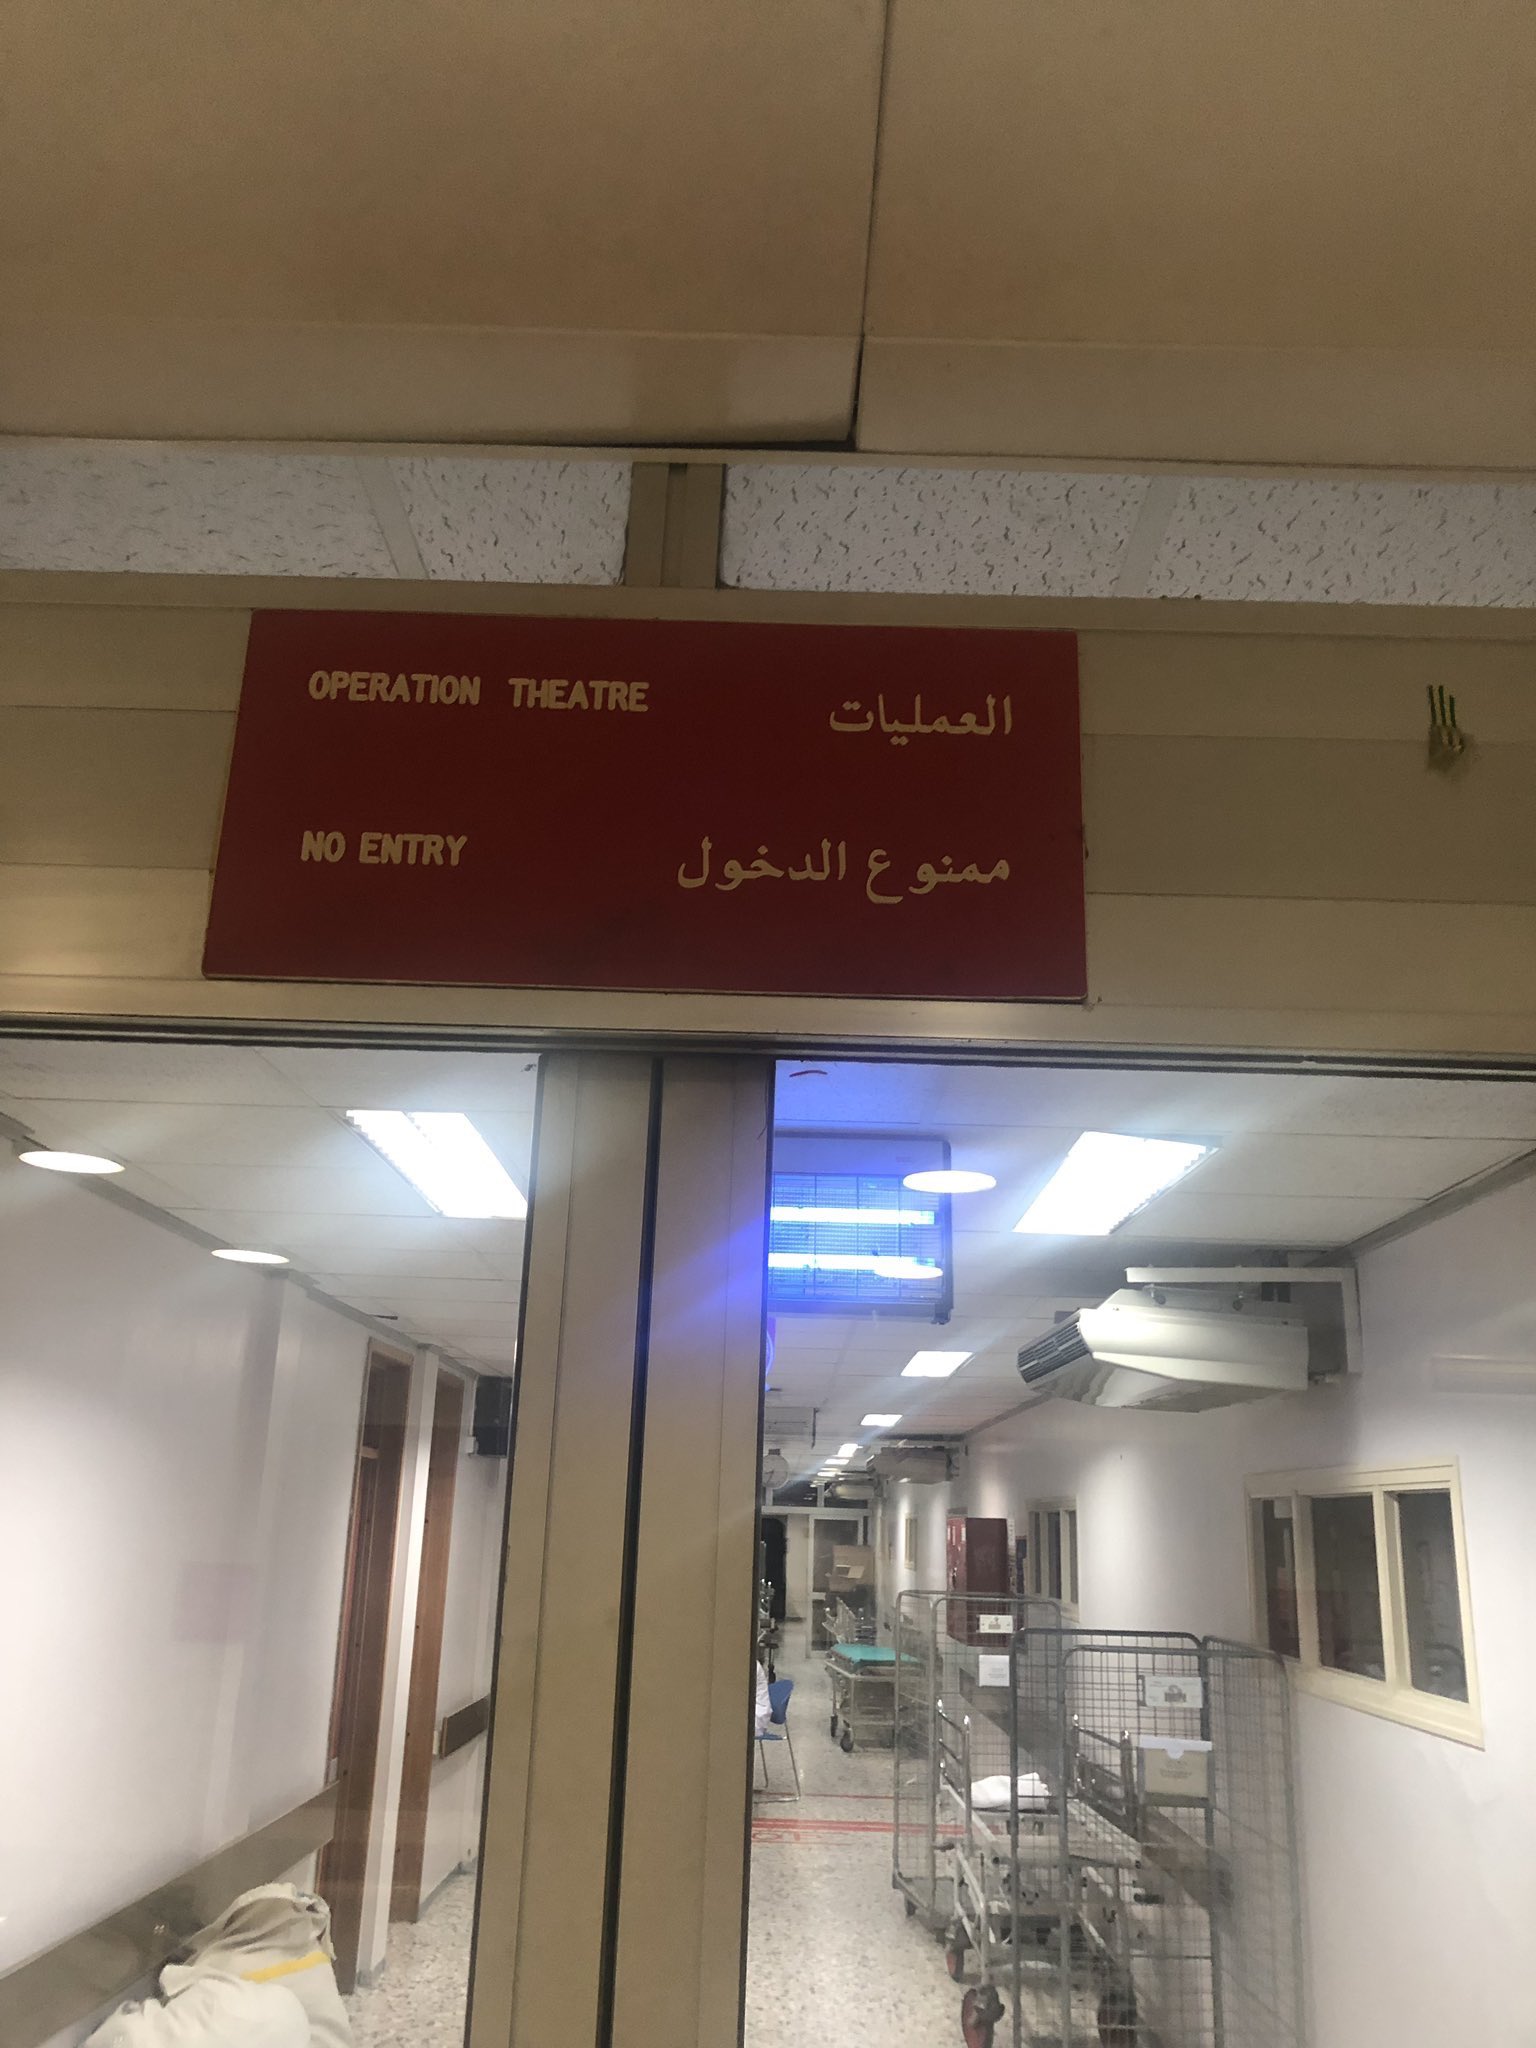 OPERATION THEATRE
العمليات
NO ENTRY
ممنوع الدخول